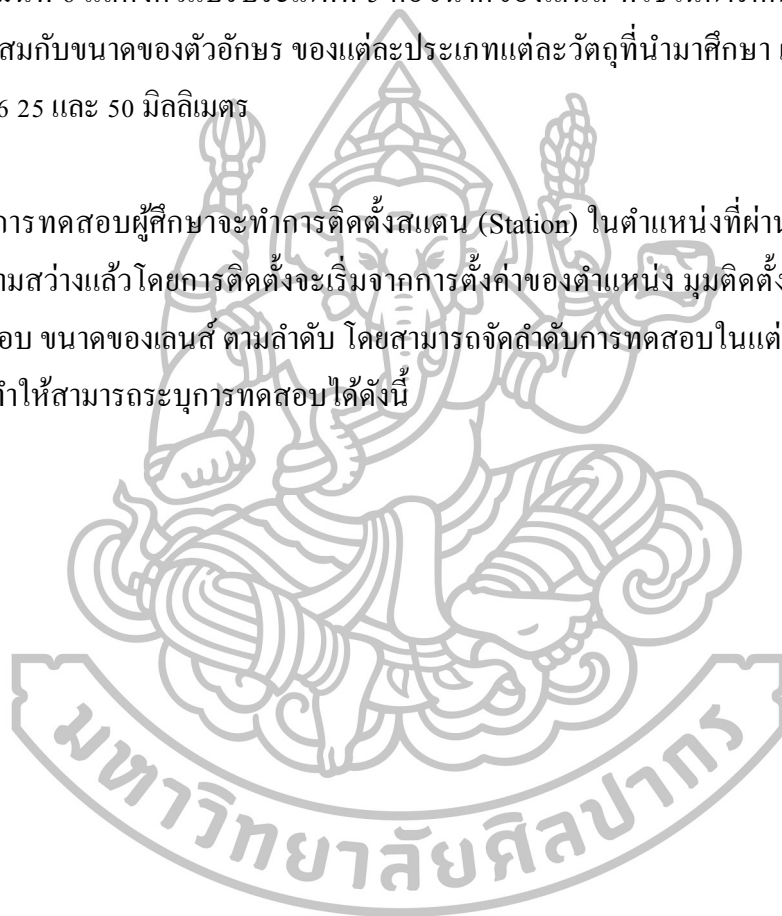 สมกับขนาดของตัวอักษร ของแต่ละประเภทแต่ละวัตถุที่นำมาศึกษา
6 25 และ 50 มิลลิเมตร
การทดสอบผู้ศึกษาจะทำการติดตั้งสแตน (Station) ในตำแหน่งที่ผ่าน
ามสว่างแล้วโดยการติดตั้งจะเริ่มจากการตั้งค่าของตำแหน่ง มุมติดตั้ง
อบ ขนาดของเลนส์ ตามลำดับ โดยสามารถจัดลำดับการทดสอบในแต่
ทำให้สามารถระบุการทดสอบได้ดังนี้
มหาวิทยาลัยศิลปากร